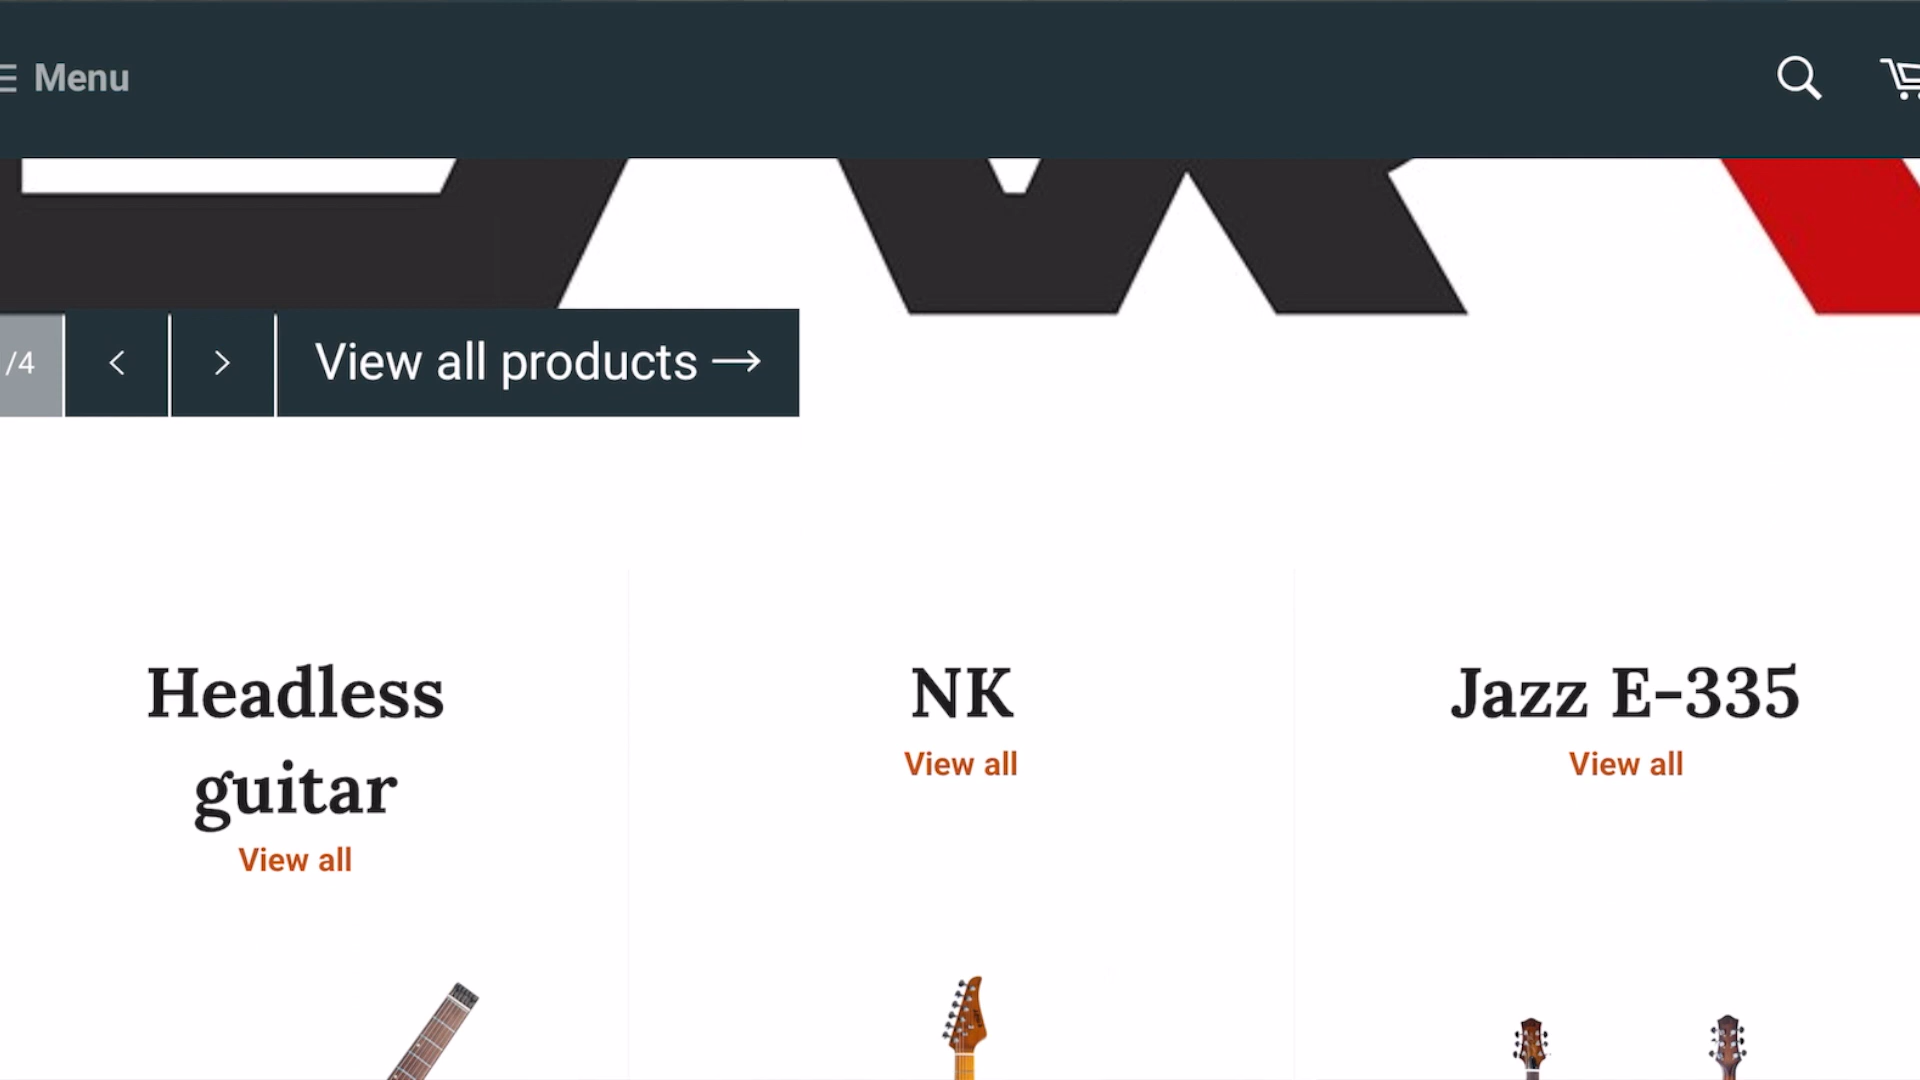 Menu
/4
View all products
Headless
guitar
View all
NK
View all
Jazz E-335
View all